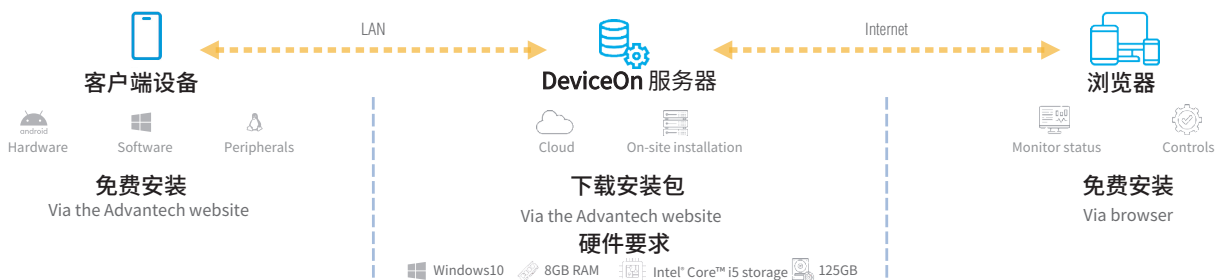 LAN
Internet
客户端设备
DeviceOn 服务器
浏览器
android
Hardware
Software
Peripherals
Cloud
On-site installation
Monitor status
Controls
免费安装
Via the Advantech website
下载安装包
Via the Advantech website
免费安装
Via browser
硬件要求
Windows10
8GB RAM
Intel® Core™ i5 storage
125GB